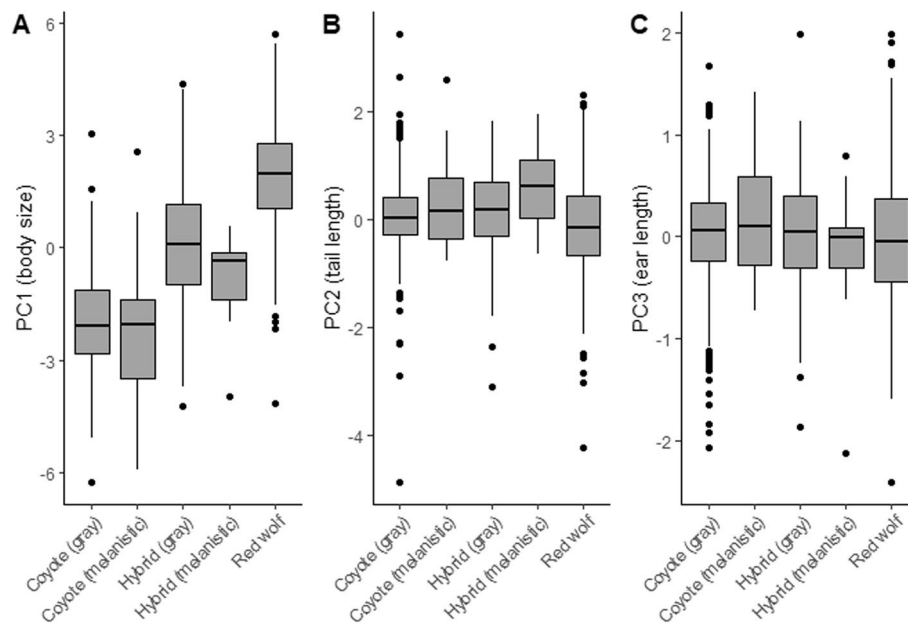 A
PC1 (body size)
6
3
0
-3
-6
Coyote (gray)
Coyote (melanistic)
Hybrid (gray)
Hybrid (melanistic)
Red wolf
B
PC2 (tail length)
2
0
-2
-4
Coyote (gray)
Coyote (melanistic)
Hybrid (gray)
Hybrid (melanistic)
Red wolf
C
PC3 (ear length)
2
1
0
-1
-2
Coyote (gray)
Coyote (melanistic)
Hybrid (gray)
Hybrid (melanistic)
Red wolf